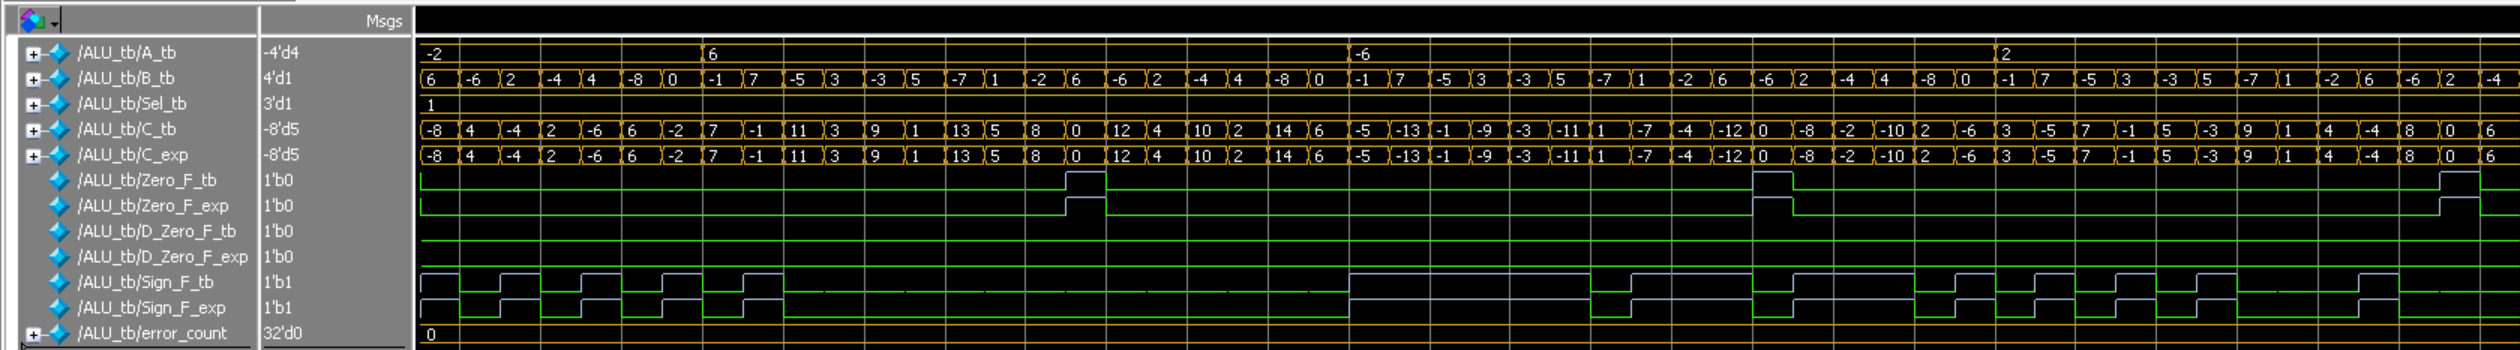 Msgs
/ALU_tb/A_tb -4'd4 -2 6 -6 2
/ALU_tb/B_tb 4'd1 6 -6 2 -4 4 -8 0 -1 7 -5 3 -3 5 -7 1 -2 6 -6 2 -4 4 -8 0 -1 7 -5 3 -3 5 -7 1 -2 6 -6 2 -4 4 -8 0 -1 7 -5 3 -3 5 -7 1 -2 6 -6 2 -4
/ALU_tb/Sel_tb 3'd1 1
/ALU_tb/C_tb -8'd5 -8 4 -4 2 -6 6 -2 7 -1 11 3 9 1 13 5 8 0 12 4 10 2 14 6 -5 -13 -1 -9 -3 -11 1 -7 -4 -12 0 -8 -2 -10 2 -6 3 -5 7 -1 5 -3 9 1 4 -4 8 0 6
/ALU_tb/C_exp -8'd5 -8 4 -4 2 -6 6 -2 7 -1 11 3 9 1 13 5 8 0 12 4 10 2 14 6 -5 -13 -1 -9 -3 -11 1 -7 -4 -12 0 -8 -2 -10 2 -6 3 -5 7 -1 5 -3 9 1 4 -4 8 0 6
/ALU_tb/Zero_F_tb 1'b0
/ALU_tb/Zero_F_exp 1'b0
/ALU_tb/D_Zero_F_tb 1'b0
/ALU_tb/D_Zero_F_exp 1'b0
/ALU_tb/Sign_F_tb 1'b1
/ALU_tb/Sign_F_exp 1'b1
/ALU_tb/error_count 32'd0 0